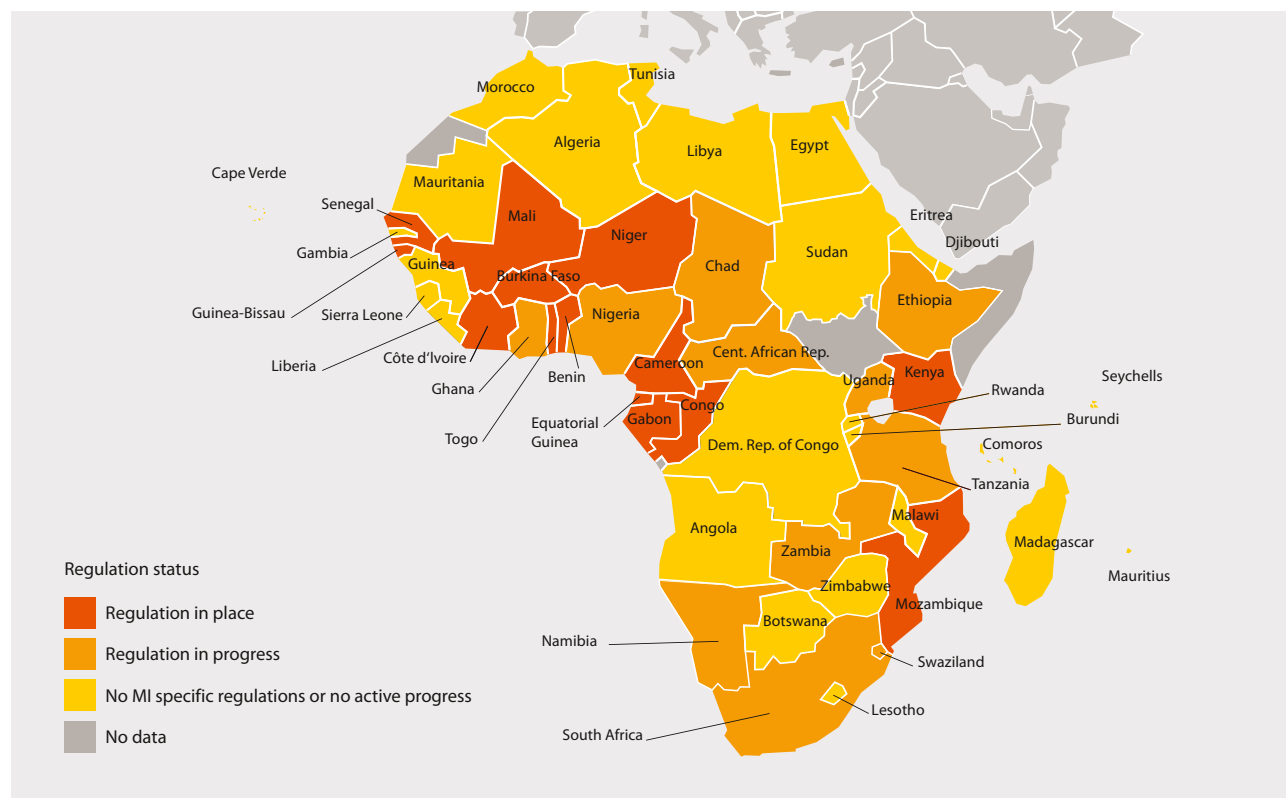 Tunisia
Morocco
Algeria
Libya
Egypt
Cape Verde
Mauritania
Senegal
Mali
Niger
Eritrea
Djibouti
Gambia
Guinea
Chad
Sudan
Burkina Faso
Ethiopia
Guinea-Bissau
Sierra Leone
Nigeria
Liberia
Côte d'Ivoire
Cent. African Rep.
Cameroon
Benin
Ghana
Uganda
Kenya
Rwanda
Seychells
Congo
Gabon
Equatorial
Guinea
Togo
Burundi
Dem. Rep. of Congo
Comoros
Tanzania
Malawi
Angola
Zambia
Madagascar
Mauritius
Zimbabwe
Mozambique
Botswana
Namibia
Swaziland
Lesotho
South Africa
Regulation status
Regulation in place
Regulation in progress
No MI specific regulations or no active progress
No data